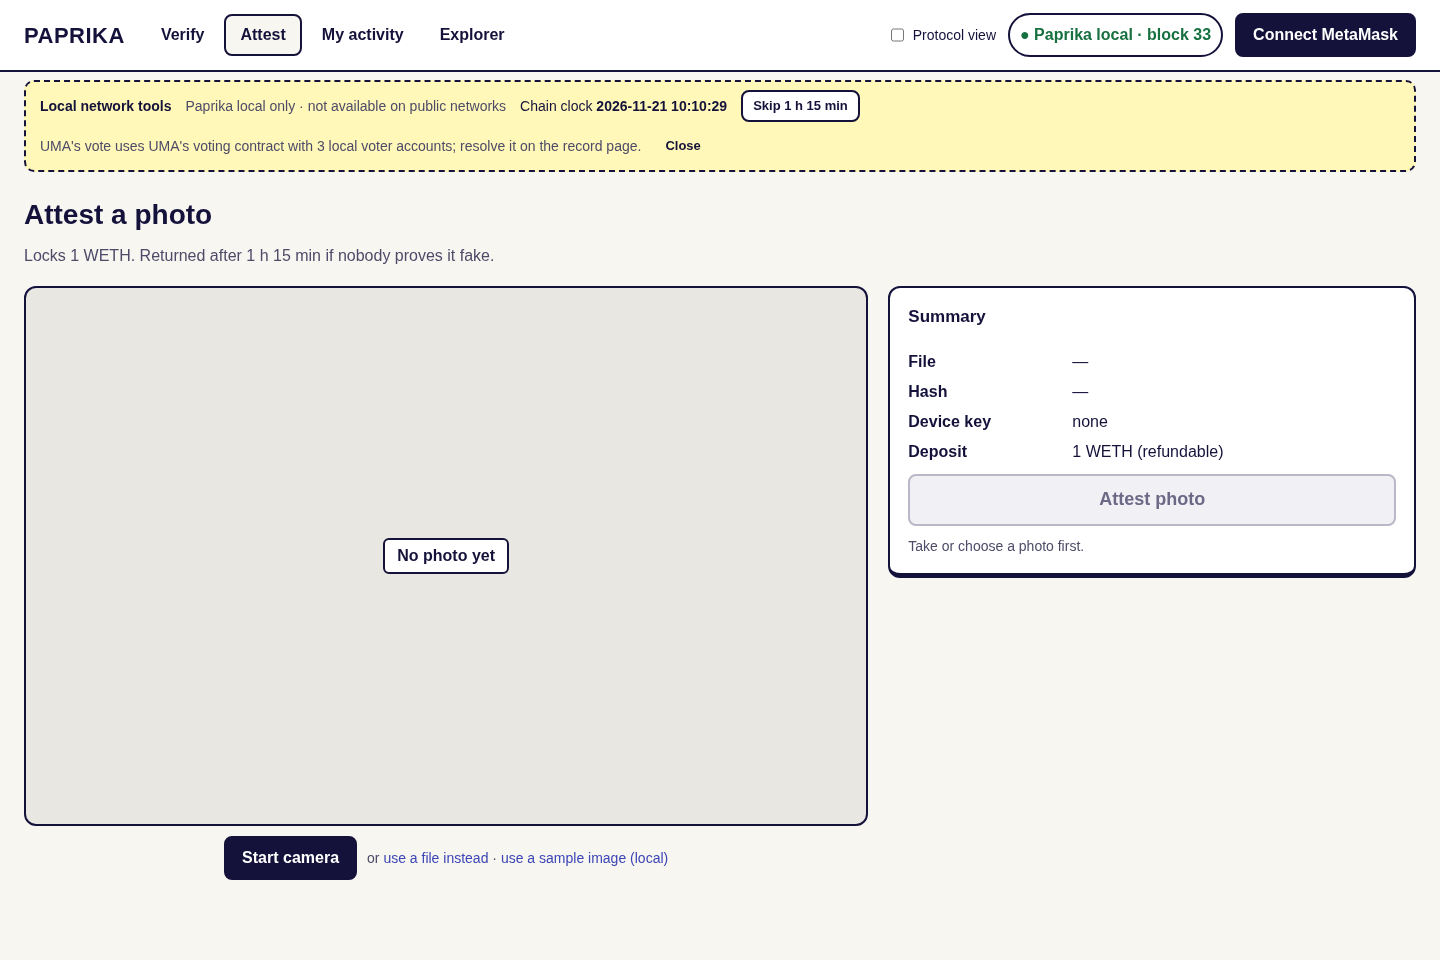 PAPRIKA Verify Attest My activity Explorer Protocol view ● Paprika local · block 33 Connect MetaMask
Local network tools Paprika local only · not available on public networks Chain clock 2026-11-21 10:10:29 Skip 1 h 15 min
UMA's vote uses UMA's voting contract with 3 local voter accounts; resolve it on the record page. Close
Attest a photo
Locks 1 WETH. Returned after 1 h 15 min if nobody proves it fake.
No photo yet
Start camera or use a file instead · use a sample image (local)
Summary
File —
Hash —
Device key none
Deposit 1 WETH (refundable)
Attest photo
Take or choose a photo first.